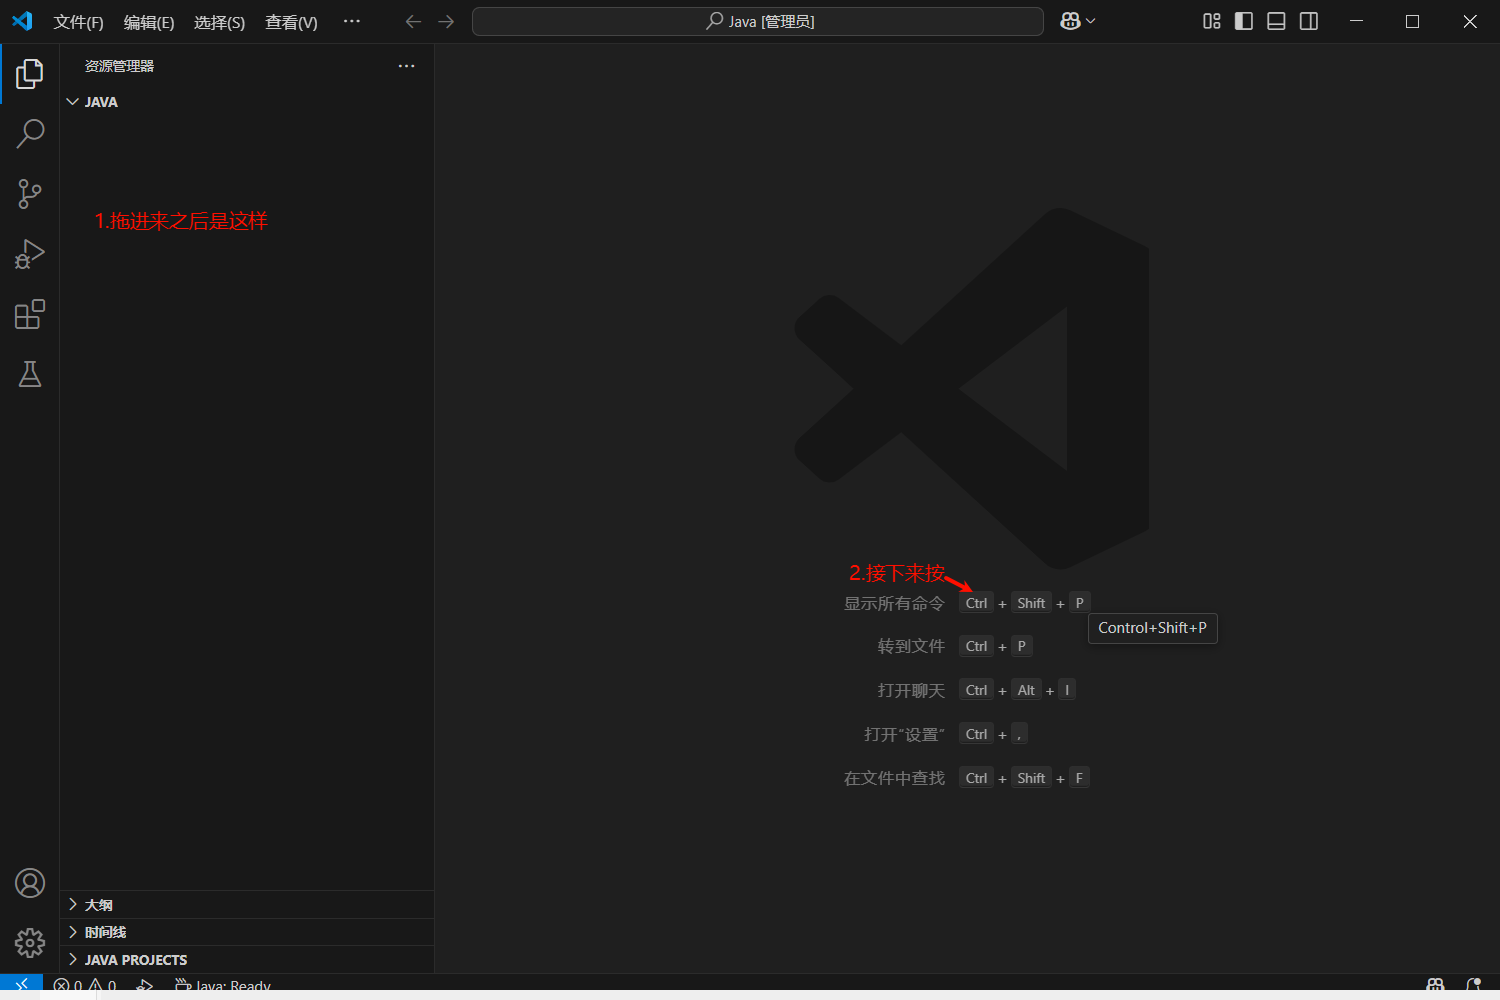 文件(F) 编辑(E) 选择(S) 查看(V) ··· Java [管理员]
资源管理器 ···
JAVA
1.拖进来之后是这样
2.接下来按
显示所有命令 Ctrl + Shift + P
Control+Shift+P
转到文件 Ctrl + P
打开聊天 Ctrl + Alt + I
打开“设置” Ctrl + ,
在文件中查找 Ctrl + Shift + F
大纲
时间线
JAVA PROJECTS
0 0 Java: Ready